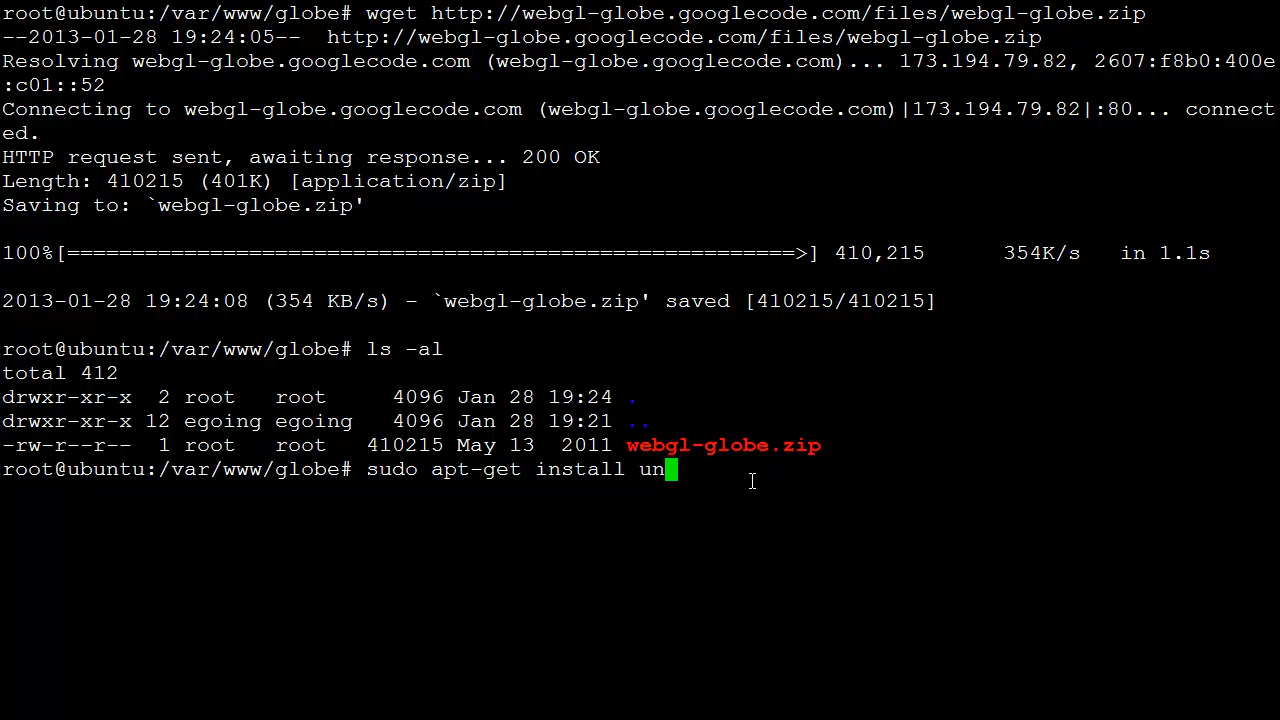 root@ubuntu:/var/www/globe# wget http://webgl-globe.googlecode.com/files/webgl-globe.zip
--2013-01-28 19:24:05--  http://webgl-globe.googlecode.com/files/webgl-globe.zip
Resolving webgl-globe.googlecode.com (webgl-globe.googlecode.com)... 173.194.79.82, 2607:f8b0:400e
:c01::52
Connecting to webgl-globe.googlecode.com (webgl-globe.googlecode.com)|173.194.79.82|:80... connect
ed.
HTTP request sent, awaiting response... 200 OK
Length: 410215 (401K) [application/zip]
Saving to: `webgl-globe.zip'
100%[========================================================>] 410,215      354K/s   in 1.1s
2013-01-28 19:24:08 (354 KB/s) - `webgl-globe.zip' saved [410215/410215]
root@ubuntu:/var/www/globe# ls -al
total 412
drwxr-xr-x  2 root   root     4096 Jan 28 19:24 .
drwxr-xr-x 12 egoing egoing   4096 Jan 28 19:21 ..
-rw-r--r--  1 root   root   410215 May 13  2011 webgl-globe.zip
root@ubuntu:/var/www/globe# sudo apt-get install un